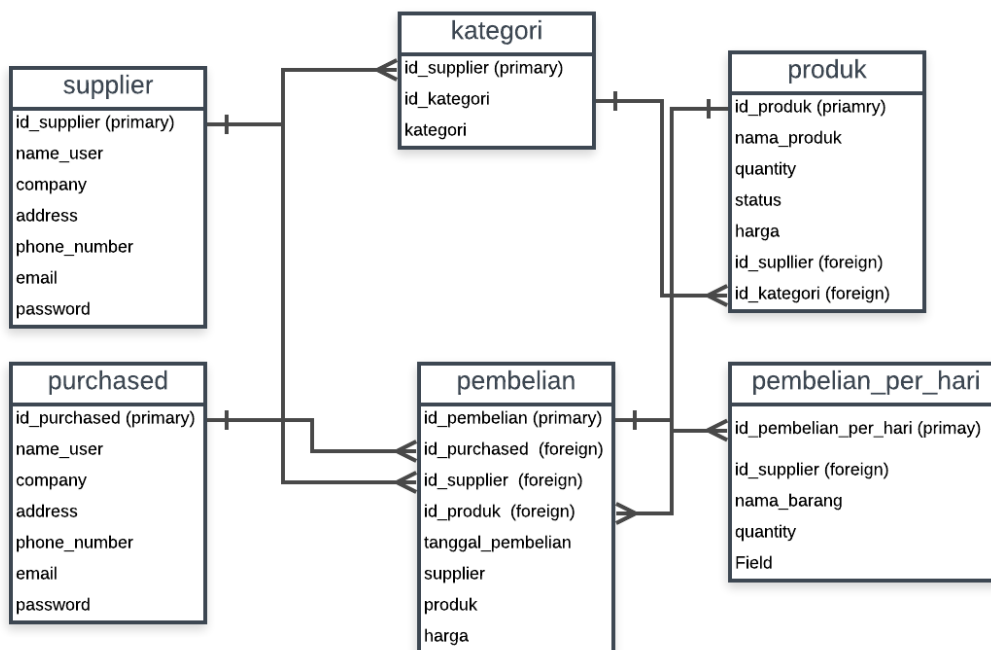 kategori
id_supplier (primary)
id_kategori
kategori
supplier
id_supplier (primary)
name_user
company
address
phone_number
email
password
produk
id_produk (priamry)
nama_produk
quantity
status
harga
id_supllier (foreign)
id_kategori (foreign)
purchased
id_purchased (primary)
name_user
company
address
phone_number
email
password
pembelian
id_pembelian (primary)
id_purchased (foreign)
id_supplier (foreign)
id_produk (foreign)
tanggal_pembelian
supplier
produk
harga
pembelian_per_hari
id_pembelian_per_hari (primay)
id_supplier (foreign)
nama_barang
quantity
Field